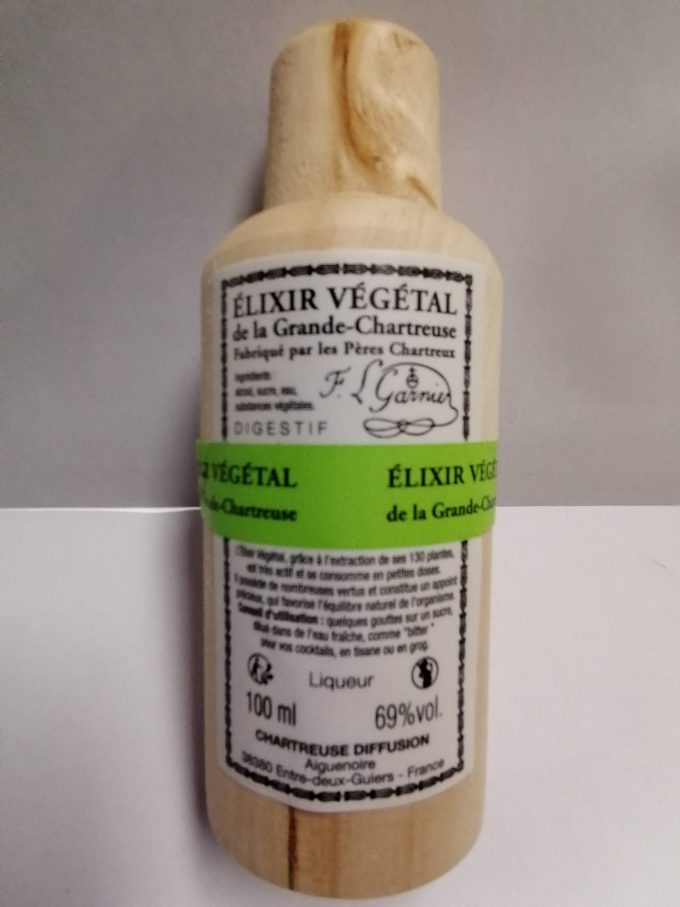 ÉLIXIR VÉGÉTAL
de la Grande-Chartreuse
Fabriqué par les Pères Chartreux
Ingrédients :
alcool, sucre, eau,
substances végétales.
F. L Garnier
DIGESTIF
VÉGÉTAL
ÉLIXIR VÉGÉ
de-Chartreuse
de la Grande-Char
L'Élixir Végétal, grâce à l'extraction de ses 130 plantes,
est très actif et se consomme en petites doses.
Il possède de nombreuses vertus et constitue un appoint
précieux, qui favorise l'équilibre naturel de l'organisme.
Conseil d'utilisation : quelques gouttes sur un sucre,
dilué dans de l'eau fraîche, comme "bitter"
pour vos cocktails, en tisane ou en grog.
Liqueur
100 ml
69%vol.
CHARTREUSE DIFFUSION
Aiguenoire
38380 Entre-deux-Guiers - France